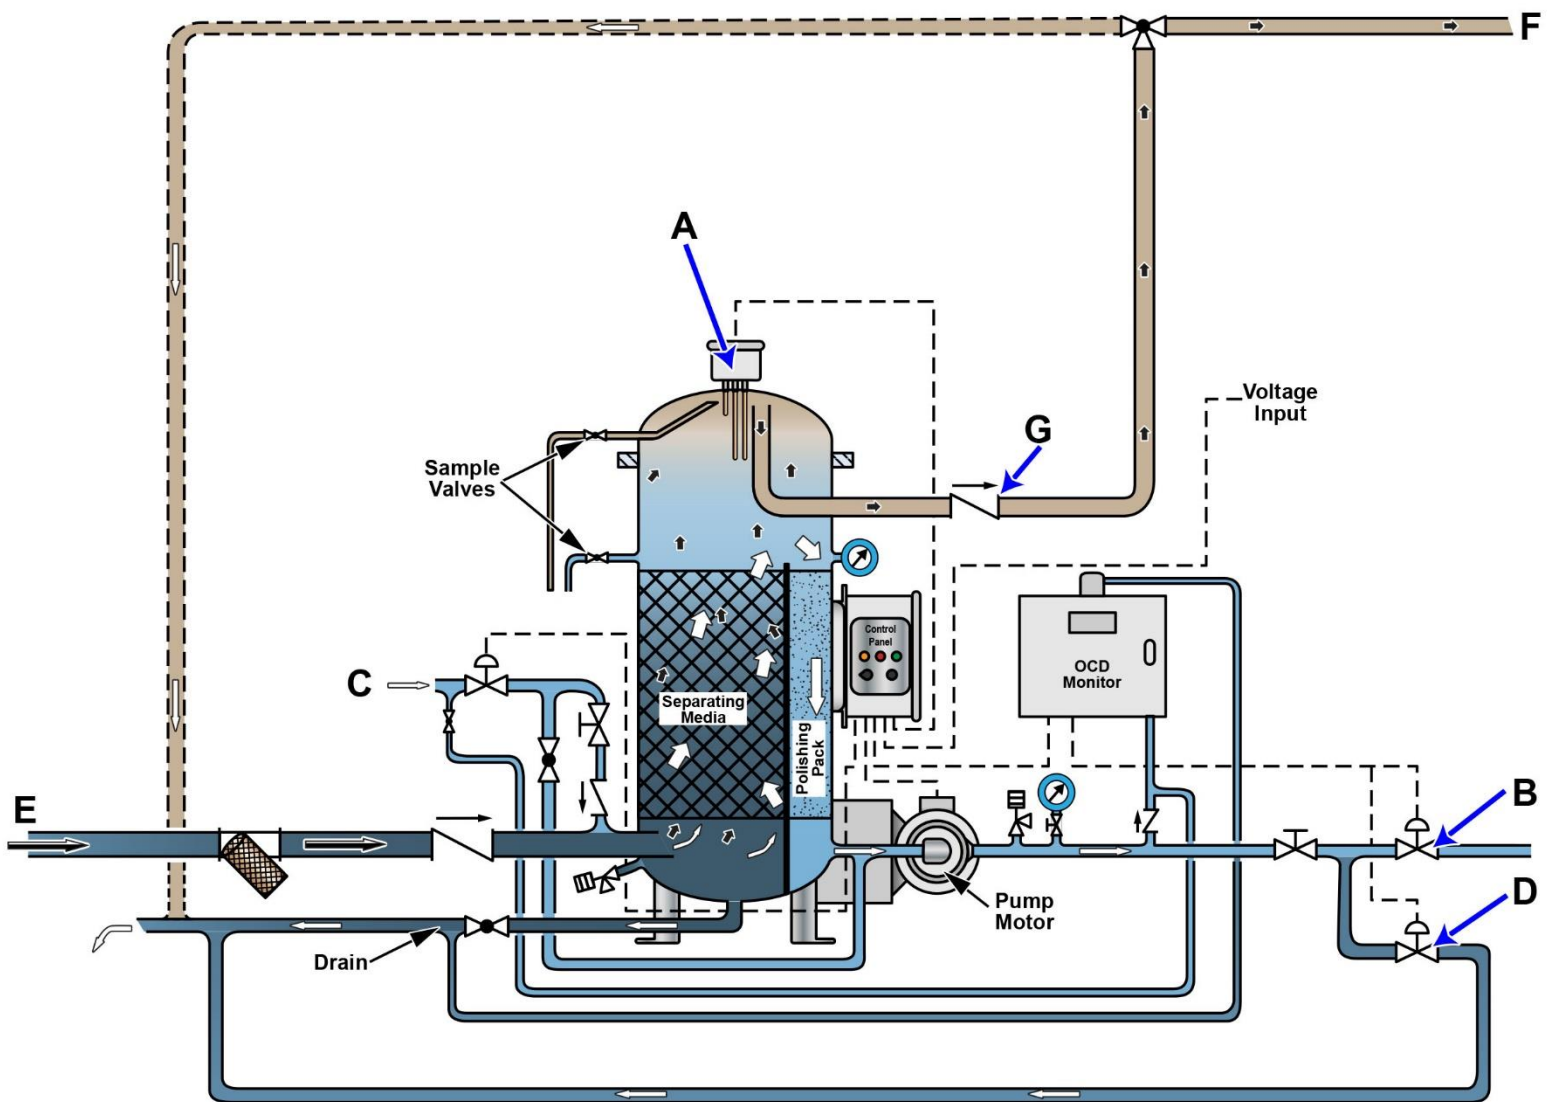 F
A
Voltage
Input
G
Sample
Valves
Control
Panel
OCD
Monitor
C
Separating
Media
Polishing
Pack
E
B
Pump
Motor
D
Drain